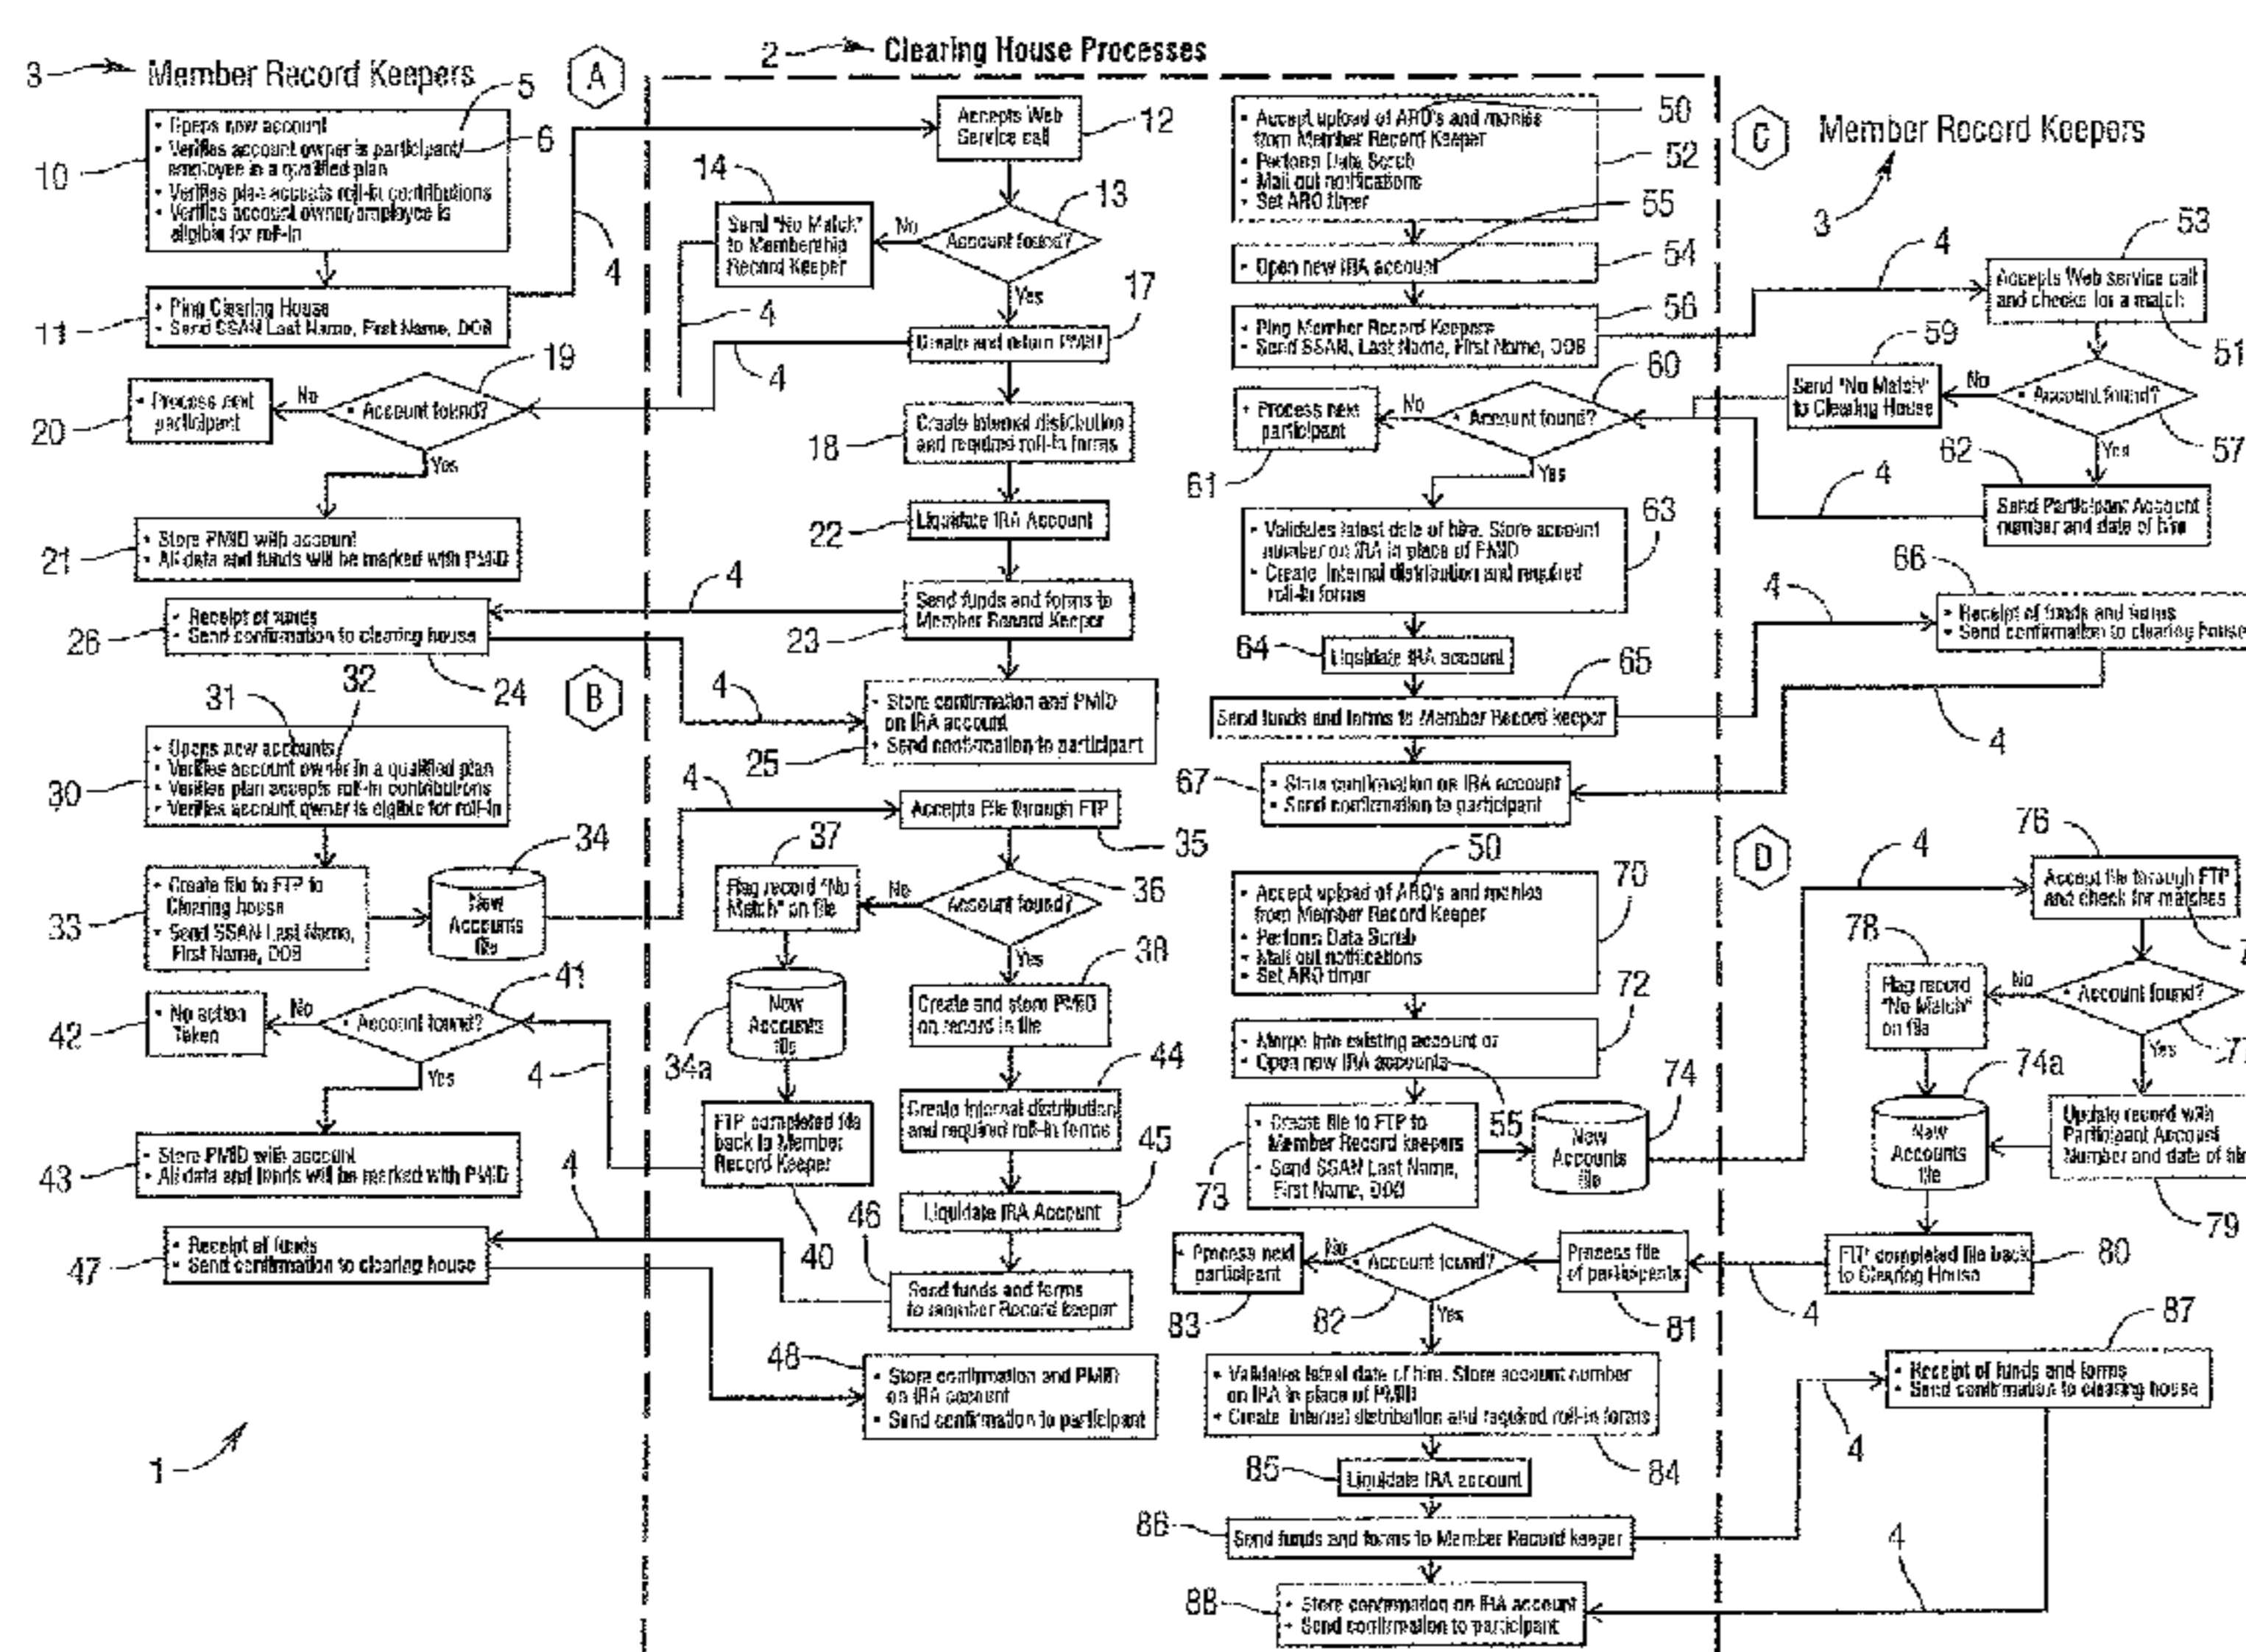 3
Member Record Keepers
A
2
Clearing House Processes
5
6
10
• Opens new account
• Verifies account owner is participant/
employee in a qualified plan
• Verifies plan accepts roll-in contributions
• Verifies account owner/employee is
eligible for roll-in
11
• Ping Clearing House
• Send SSAN Last Name, First Name, DOB
4
Accepts Web
Service call
12
14
Send "No Match"
to Membership
Record Keeper
No
Account found?
13
Yes
17
4
Create and return PMID
4
19
20
• Process next
participant
No
• Account found?
Yes
18
Create internal distribution
and required roll-in forms
21
• Store PMID with account
• All data and funds will be marked with PMID
22
Liquidate IRA Account
26
• Receipt of funds
• Send confirmation to clearing house
24
4
23
Send funds and forms to
Member Record Keeper
4
25
• Store confirmation and PMID
on IRA account
• Send confirmation to participant
B
31
32
30
• Opens new accounts
• Verifies account owner in a qualified plan
• Verifies plan accepts roll-in contributions
• Verifies account owner is eligible for roll-in
33
• Create file to FTP to
Clearing house
• Send SSAN Last Name,
First Name, DOB
34
New
Accounts
file
4
Accepts File through FTP
35
37
Flag record "No
Match" on file
No
Account found?
36
Yes
38
34a
New
Accounts
file
Create and store PMID
on record in file
41
42
• No action
Taken
No
• Account found?
Yes
4
43
• Store PMID with account
• All data and funds will be marked with PMID
FTP completed file
back to Member
Record Keeper
40
44
Create internal distribution
and required roll-in forms
45
Liquidate IRA Account
4
46
Send funds and forms
to member Record keeper
47
• Receipt of funds
• Send confirmation to clearing house
48
• Store confirmation and PMID
on IRA account
• Send confirmation to participant
1
50
• Accept upload of ARO's and monies
from Member Record Keeper
• Perform Data Scrub
• Mail out notifications
• Set ARO timer
52
55
• Open new IRA account
54
• Ping Member Record Keepers
• Send SSAN, Last Name, First Name, DOB
56
C
Member Record Keepers
3
4
53
Accepts Web service call
and checks for a match
51
59
Send "No Match"
to Clearing House
No
• Account found?
57
Yes
60
61
• Process next
participant
No
• Account found?
Yes
62
4
Send Participant Account
number and date of hire
63
• Validates latest date of hire. Store account
number on IRA in place of PMID
• Create internal distribution and required
roll-in forms
64
Liquidate IRA account
65
Send funds and forms to Member Record keeper
4
66
• Receipt of funds and forms
• Send confirmation to clearing house
4
67
• Store confirmation on IRA account
• Send confirmation to participant
50
70
• Accept upload of ARO's and monies
from Member Record Keeper
• Perform Data Scrub
• Mail out notifications
• Set ARO timer
72
• Merge into existing account or
• Open new IRA accounts
55
73
• Create file to FTP to
Member Record keepers
• Send SSAN Last Name,
First Name, DOB
74
New
Accounts
file
D
4
76
Accept file through FTP
and check for matches
78
Flag record
"No Match"
on file
No
• Account found?
77
Yes
74a
New
Accounts
file
Update record with
Participant Account
Number and date of
79
FTP completed file back
to Clearing House
80
4
Process file
of participants
81
• Account found?
82
No
• Process next
participant
83
Yes
• Validates latest date of hire. Store account number
on IRA in place of PMID
• Create internal distribution and required roll-in forms
84
85
Liquidate IRA account
86
Send funds and forms to Member Record keeper
4
87
• Receipt of funds and forms
• Send confirmation to clearing house
4
88
• Store confirmation on IRA account
• Send confirmation to participant